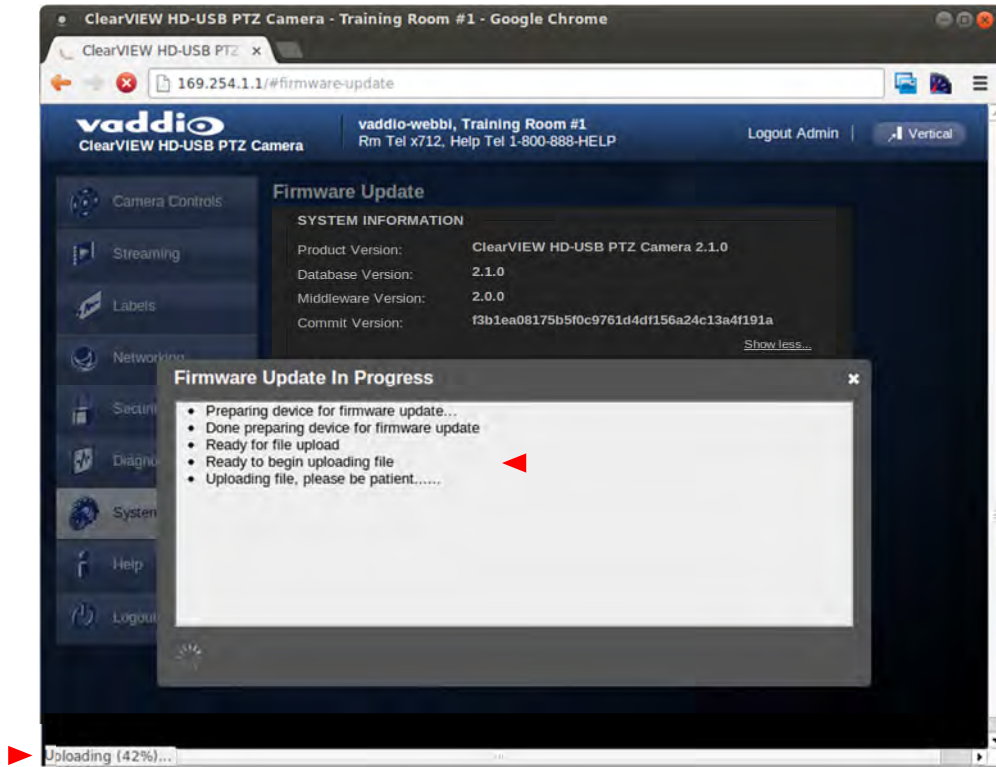 ClearVIEW HD-USB PTZ Camera - Training Room #1 - Google Chrome
ClearVIEW HD-USB PTZ
169.254.1.1/#firmware-update
vaddio
ClearVIEW HD-USB PTZ Camera
vaddio-webbi, Training Room #1
Rm Tel x712, Help Tel 1-800-888-HELP
Logout Admin
Vertical
Camera Controls
Streaming
Labels
Networking
Securi
Diagno
System
Help
Logout
Firmware Update
SYSTEM INFORMATION
Product Version: ClearVIEW HD-USB PTZ Camera 2.1.0
Database Version: 2.1.0
Middleware Version: 2.0.0
Commit Version: f3b1ea08175b5f0c9761d4df156a24c13a4f191a
Show less...
Firmware Update In Progress
• Preparing device for firmware update...
• Done preparing device for firmware update
• Ready for file upload
• Ready to begin uploading file
• Uploading file, please be patient......
Uploading (42%)...